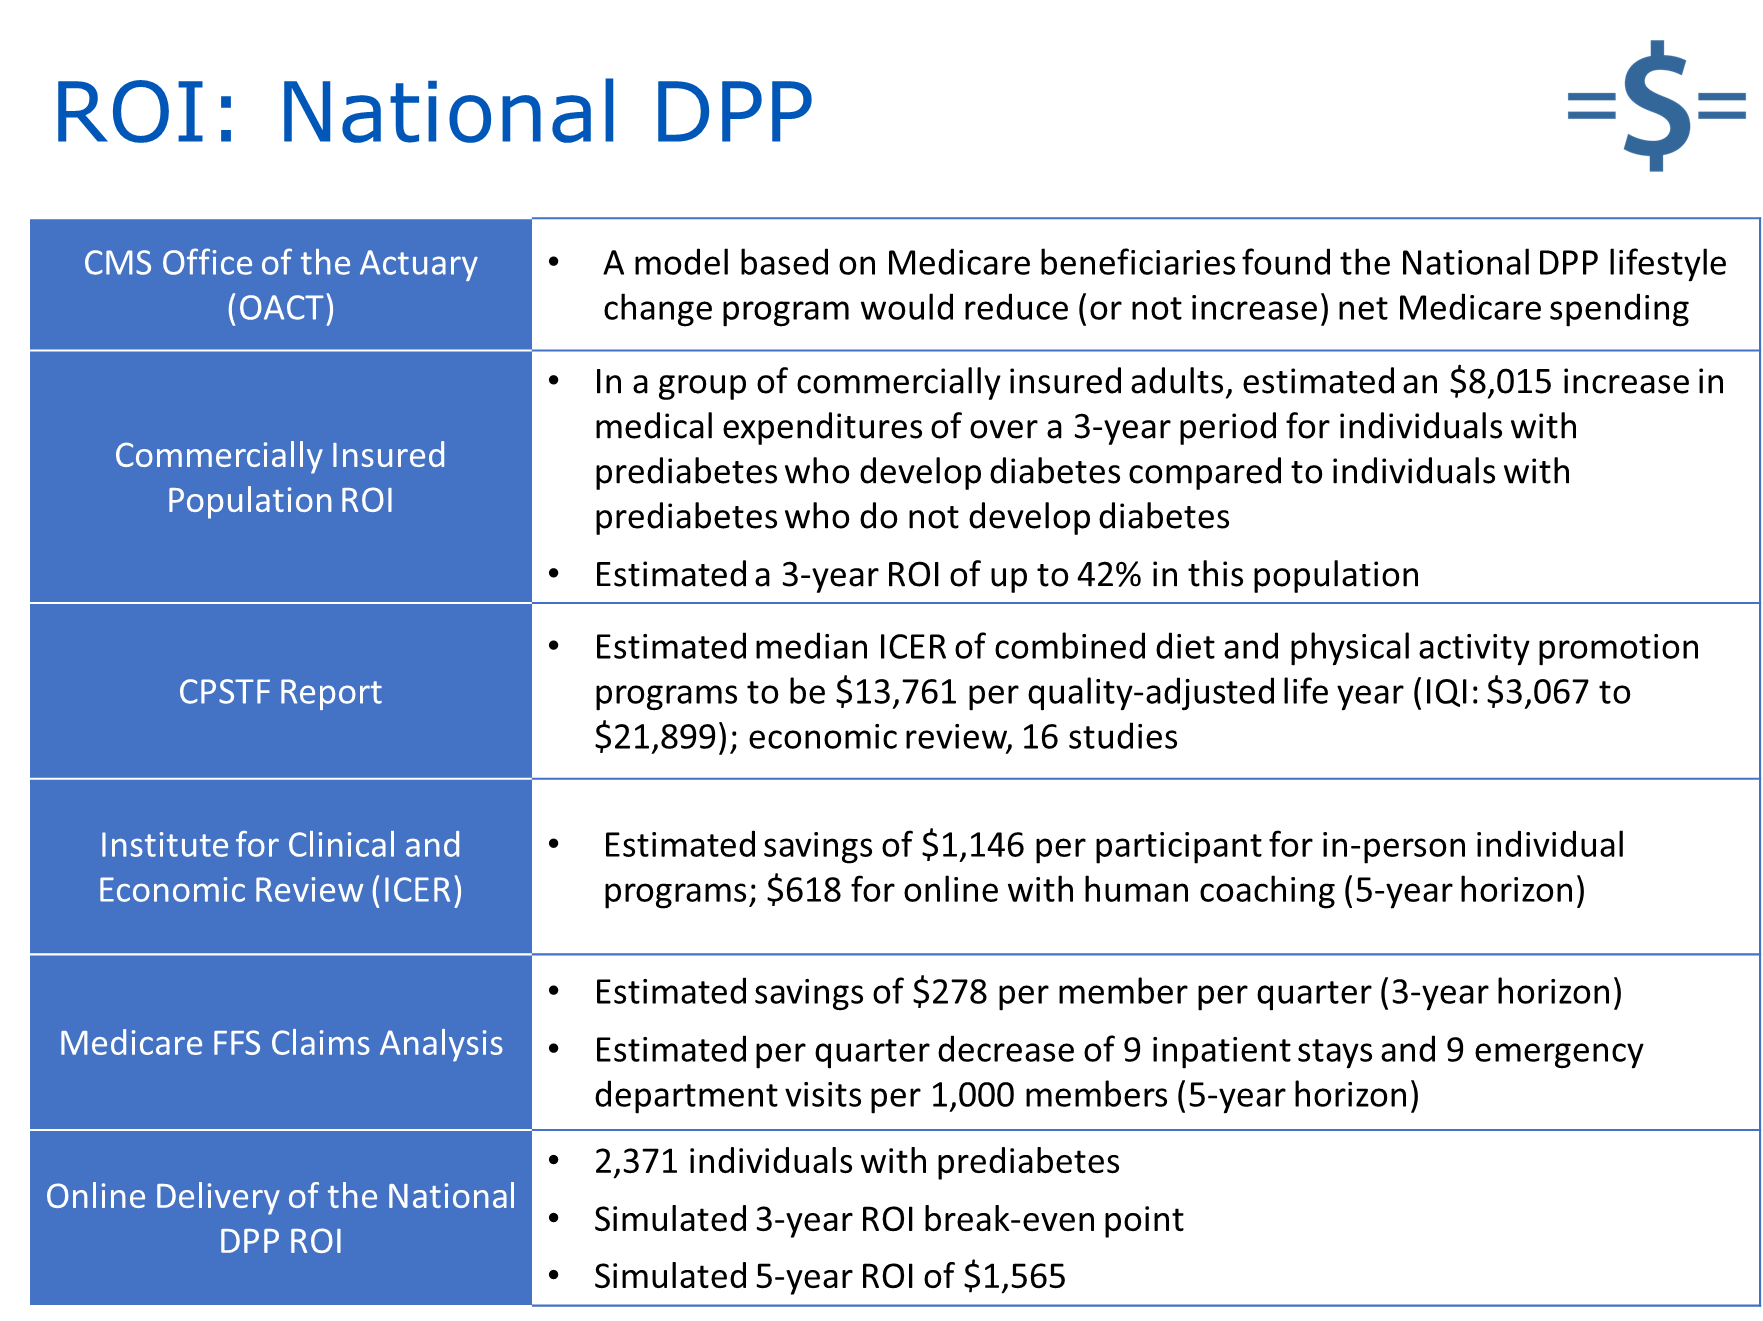 ROI: National DPP
=$=
CMS Office of the Actuary
(OACT)
• A model based on Medicare beneficiaries found the National DPP lifestyle
change program would reduce (or not increase) net Medicare spending
Commercially Insured
Population ROI
• In a group of commercially insured adults, estimated an $8,015 increase in
medical expenditures of over a 3-year period for individuals with
prediabetes who develop diabetes compared to individuals with
prediabetes who do not develop diabetes
• Estimated a 3-year ROI of up to 42% in this population
CPSTF Report
• Estimated median ICER of combined diet and physical activity promotion
programs to be $13,761 per quality-adjusted life year (IQI: $3,067 to
$21,899); economic review, 16 studies
Institute for Clinical and
Economic Review (ICER)
• Estimated savings of $1,146 per participant for in-person individual
programs; $618 for online with human coaching (5-year horizon)
Medicare FFS Claims Analysis
• Estimated savings of $278 per member per quarter (3-year horizon)
• Estimated per quarter decrease of 9 inpatient stays and 9 emergency
department visits per 1,000 members (5-year horizon)
Online Delivery of the National
DPP ROI
• 2,371 individuals with prediabetes
• Simulated 3-year ROI break-even point
• Simulated 5-year ROI of $1,565